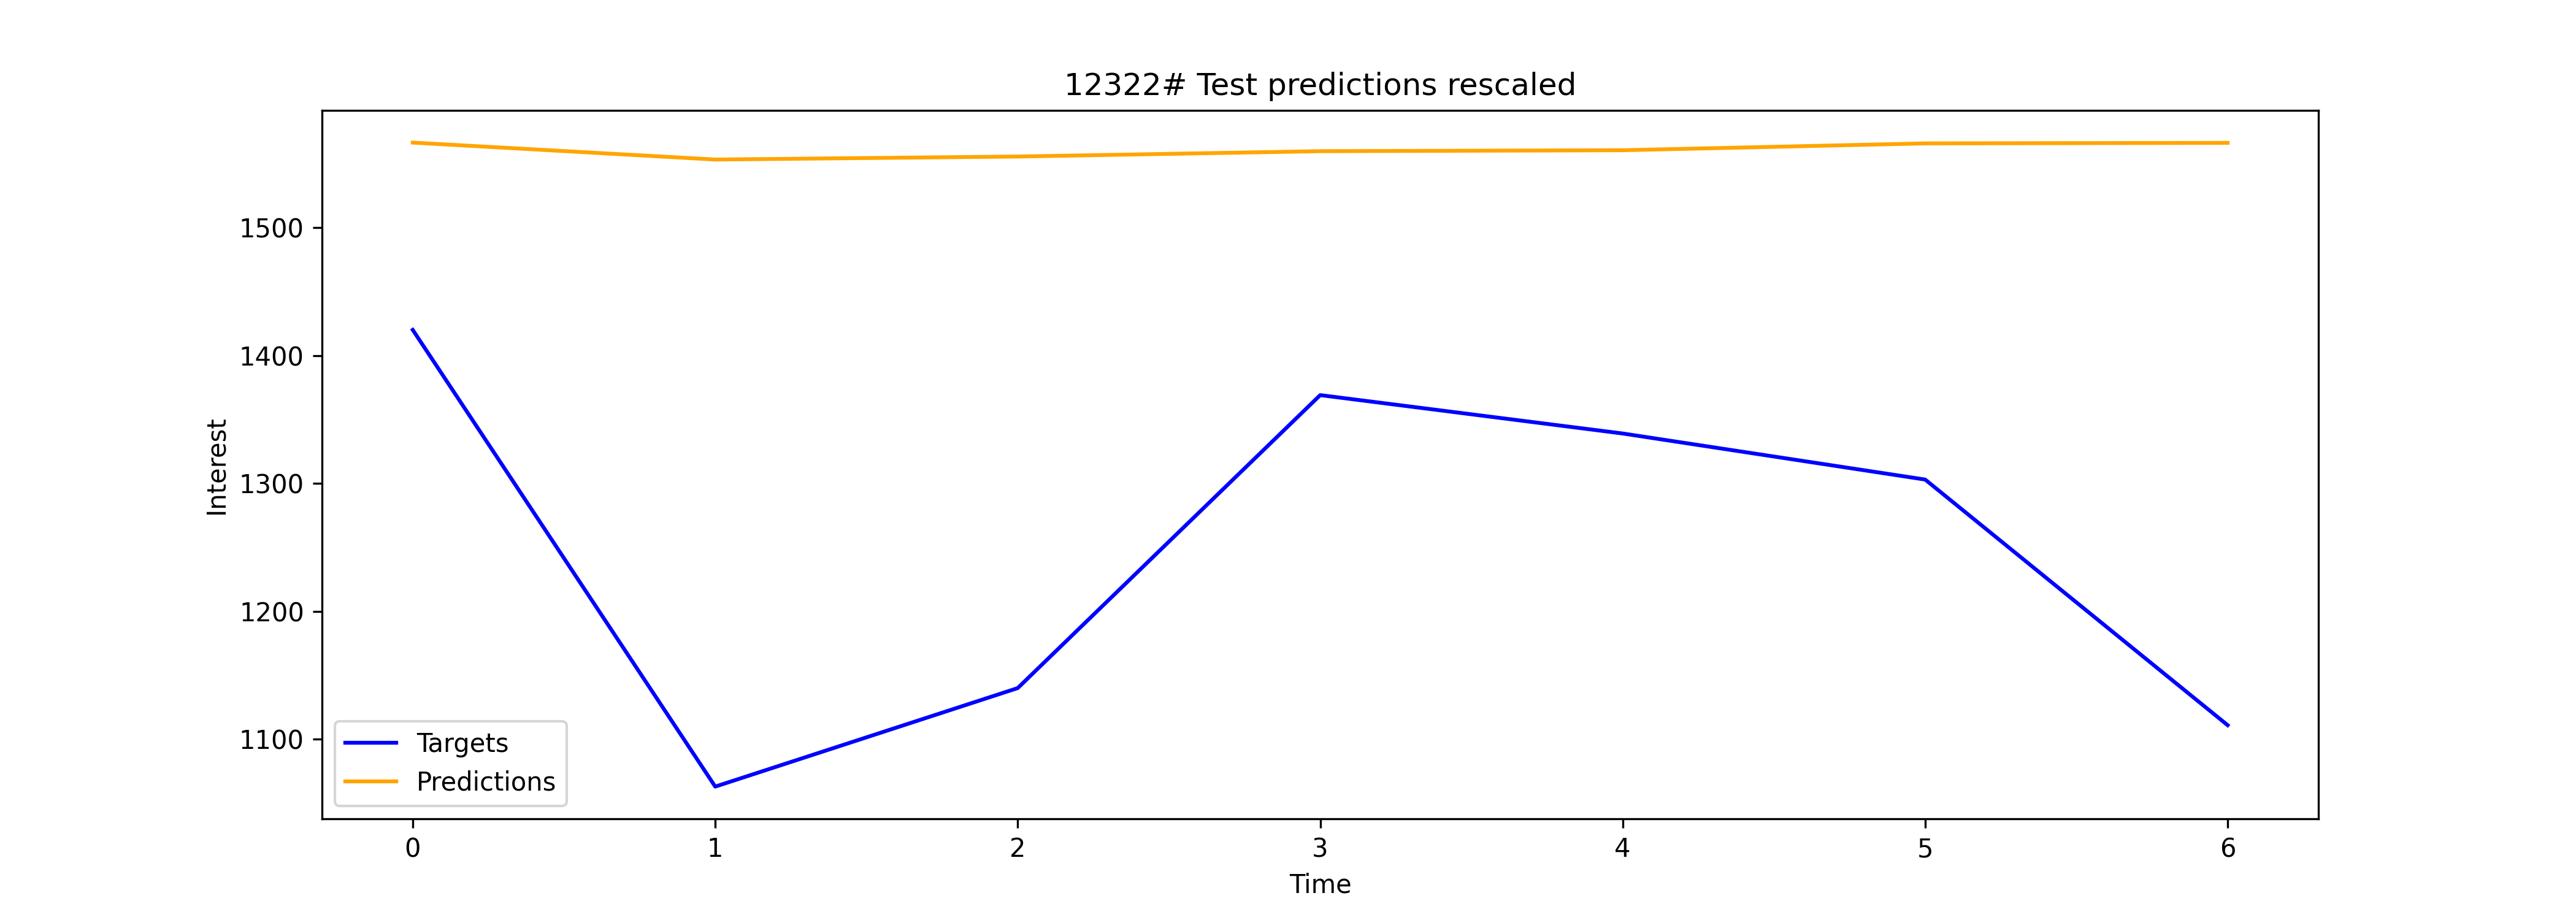 12322# Test predictions rescaled
1500
1400
1300
1200
1100
Interest
Targets
Predictions
0 1 2 3 4 5 6
Time